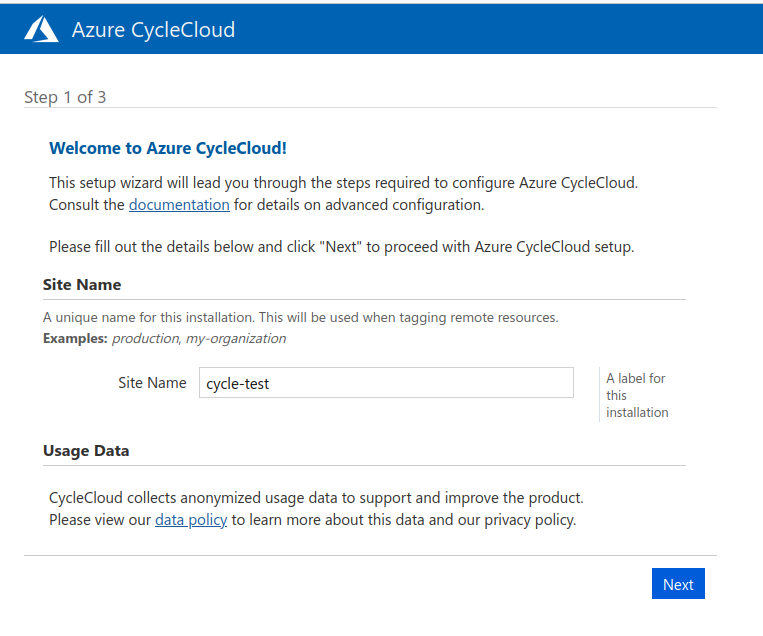 Azure CycleCloud
Step 1 of 3
Welcome to Azure CycleCloud!
This setup wizard will lead you through the steps required to configure Azure CycleCloud.
Consult the documentation for details on advanced configuration.
Please fill out the details below and click "Next" to proceed with Azure CycleCloud setup.
Site Name
A unique name for this installation. This will be used when tagging remote resources.
Examples: production, my-organization
Site Name
cycle-test
A label for
this
installation
Usage Data
CycleCloud collects anonymized usage data to support and improve the product.
Please view our data policy to learn more about this data and our privacy policy.
Next